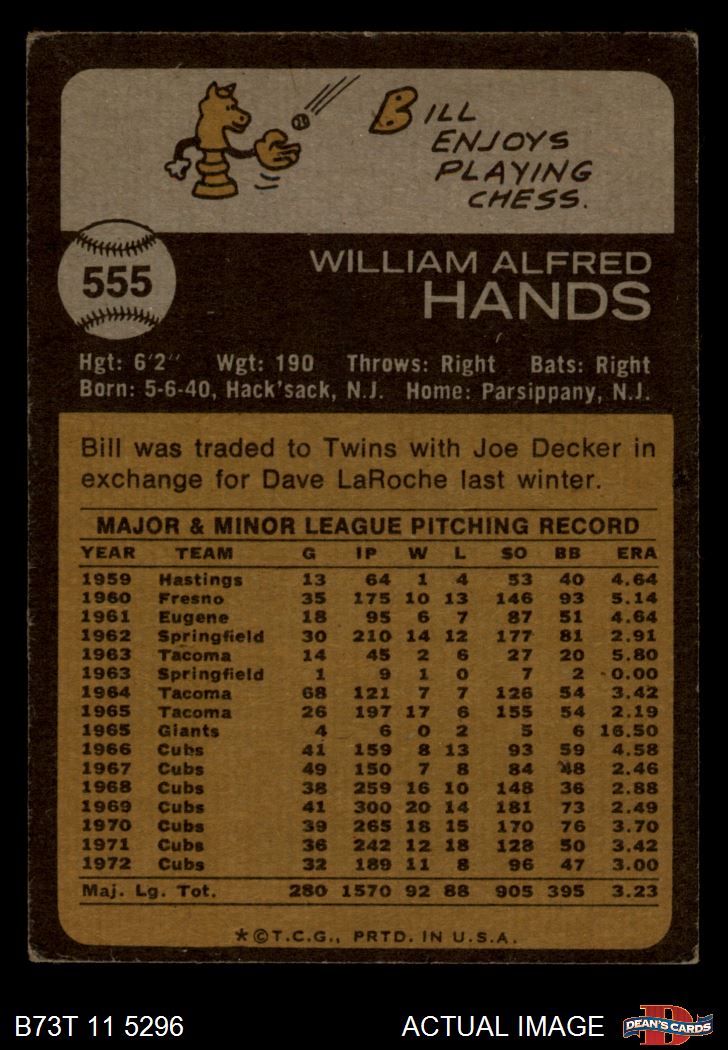 BILL
ENJOYS
PLAYING
CHESS.
555
WILLIAM ALFRED
HANDS
Hgt: 6'2" Wgt: 190 Throws: Right Bats: Right
Born: 5-6-40, Hack'sack, N.J. Home: Parsippany, N.J.
Bill was traded to Twins with Joe Decker in
exchange for Dave LaRoche last winter.
MAJOR & MINOR LEAGUE PITCHING RECORD
YEAR TEAM G IP W L SO BB ERA
1959 Hastings 13 64 1 4 53 40 4.64
1960 Fresno 35 175 10 13 146 93 5.14
1961 Eugene 18 95 6 7 87 51 4.64
1962 Springfield 30 210 14 12 177 81 2.91
1963 Tacoma 14 45 2 6 27 20 5.80
1963 Springfield 1 9 1 0 7 2 0.00
1964 Tacoma 68 121 7 7 126 54 3.42
1965 Tacoma 26 197 17 6 155 54 2.19
1965 Giants 4 6 0 2 5 6 16.50
1966 Cubs 41 159 8 13 93 59 4.58
1967 Cubs 49 150 7 8 84 48 2.46
1968 Cubs 38 259 16 10 148 36 2.88
1969 Cubs 41 300 20 14 181 73 2.49
1970 Cubs 39 265 18 15 170 76 3.70
1971 Cubs 36 242 12 18 128 50 3.42
1972 Cubs 32 189 11 8 96 47 3.00
Maj. Lg. Tot. 280 1570 92 88 905 395 3.23
*©T.C.G., PRTD. IN U.S.A.
B73T 11 5296 ACTUAL IMAGE D DEAN'S CARDS